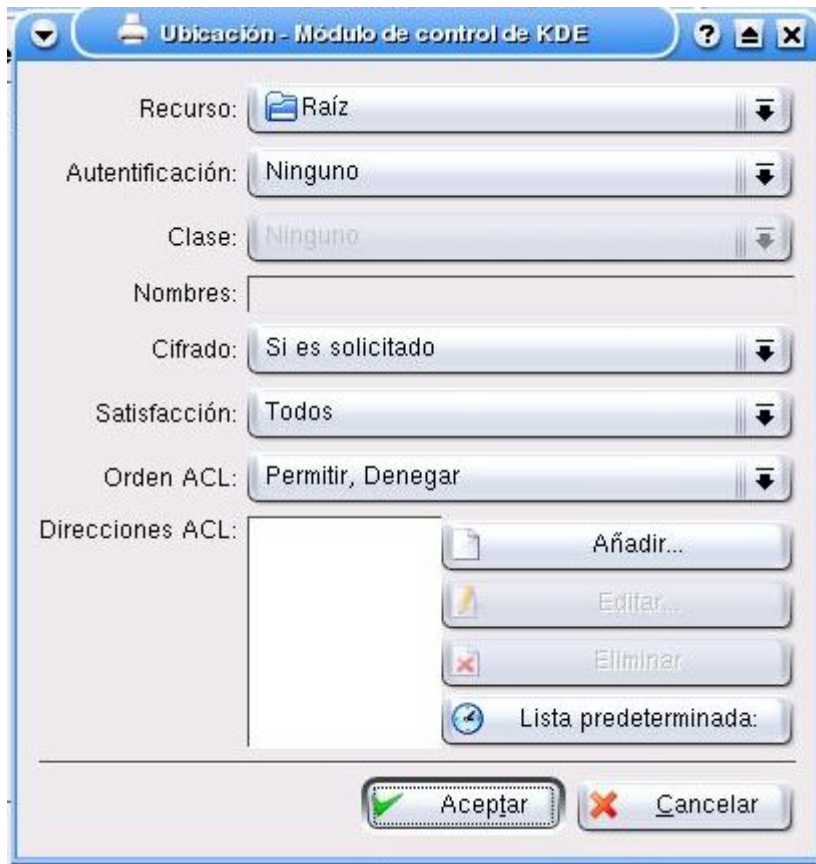 Ubicación - Módulo de control de KDE
Recurso: Raíz
Autentificación: Ninguno
Clase: Ninguno
Nombres:
Cifrado: Si es solicitado
Satisfacción: Todos
Orden ACL: Permitir, Denegar
Direcciones ACL:
Añadir...
Editar...
Eliminar
Lista predeterminada:
Aceptar
Cancelar